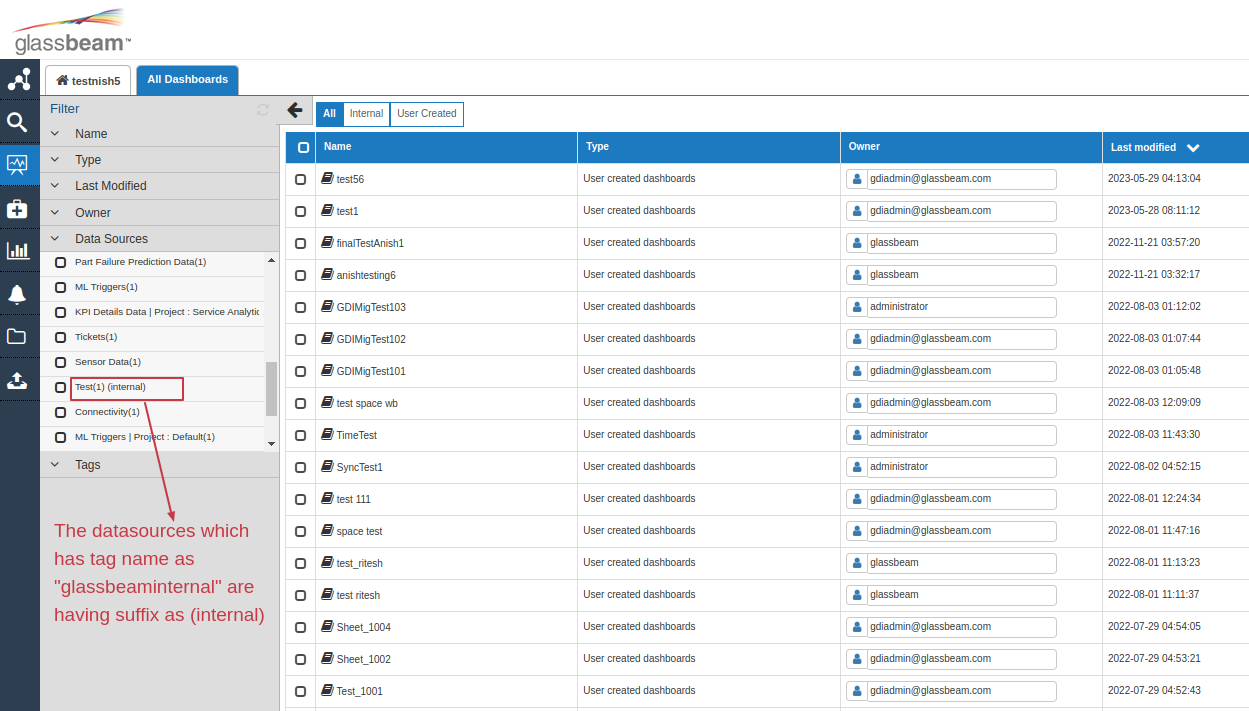 glassbeam™
testnish5
All Dashboards
Filter
Name
Type
Last Modified
Owner
Data Sources
Part Failure Prediction Data(1)
ML Triggers(1)
KPI Details Data | Project : Service Analytic
Tickets(1)
Sensor Data(1)
Test(1) (internal)
Connectivity(1)
ML Triggers | Project : Default(1)
Tags
The datasources which
has tag name as
"glassbeaminternal" are
having suffix as (internal)
All Internal User Created
Name Type Owner Last modified
test56 User created dashboards gdiadmin@glassbeam.com 2023-05-29 04:13:04
test1 User created dashboards gdiadmin@glassbeam.com 2023-05-28 08:11:12
finalTestAnish1 User created dashboards glassbeam 2022-11-21 03:57:20
anishtesting6 User created dashboards glassbeam 2022-11-21 03:32:17
GDIMigTest103 User created dashboards administrator 2022-08-03 01:12:02
GDIMigTest102 User created dashboards gdiadmin@glassbeam.com 2022-08-03 01:07:44
GDIMigTest101 User created dashboards gdiadmin@glassbeam.com 2022-08-03 01:05:48
test space wb User created dashboards gdiadmin@glassbeam.com 2022-08-03 12:09:09
TimeTest User created dashboards administrator 2022-08-03 11:43:30
SyncTest1 User created dashboards administrator 2022-08-02 04:52:15
test 111 User created dashboards gdiadmin@glassbeam.com 2022-08-01 12:24:34
space test User created dashboards gdiadmin@glassbeam.com 2022-08-01 11:47:16
test_ritesh User created dashboards glassbeam 2022-08-01 11:13:23
test ritesh User created dashboards glassbeam 2022-08-01 11:11:37
Sheet_1004 User created dashboards gdiadmin@glassbeam.com 2022-07-29 04:54:05
Sheet_1002 User created dashboards gdiadmin@glassbeam.com 2022-07-29 04:53:21
Test_1001 User created dashboards gdiadmin@glassbeam.com 2022-07-29 04:52:43